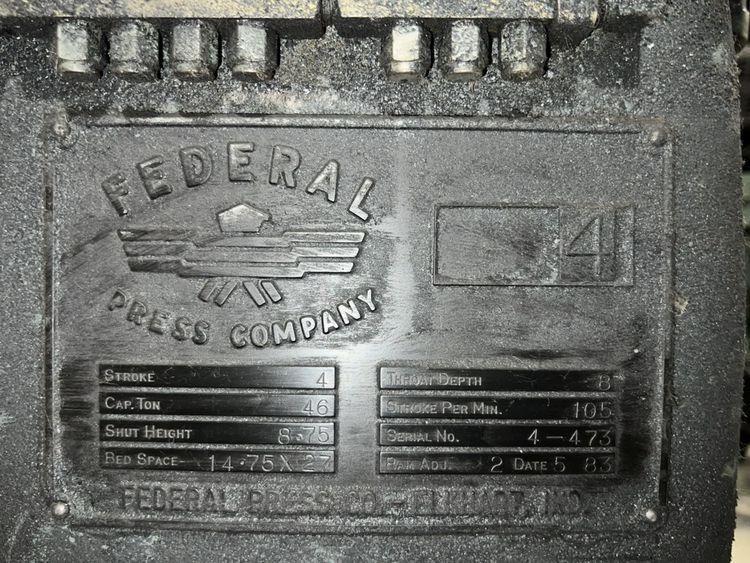 FEDERAL
PRESS COMPANY
4
STROKE 4
CAP. TON 46
SHUT HEIGHT 8.75
BED SPACE 14.75 X 27
THROAT DEPTH 8
STROKE PER MIN. 105
SERIAL NO. 4-473
RAM ADJ. 2 DATE 5 83
FEDERAL PRESS CO.-ELKHART, IND.